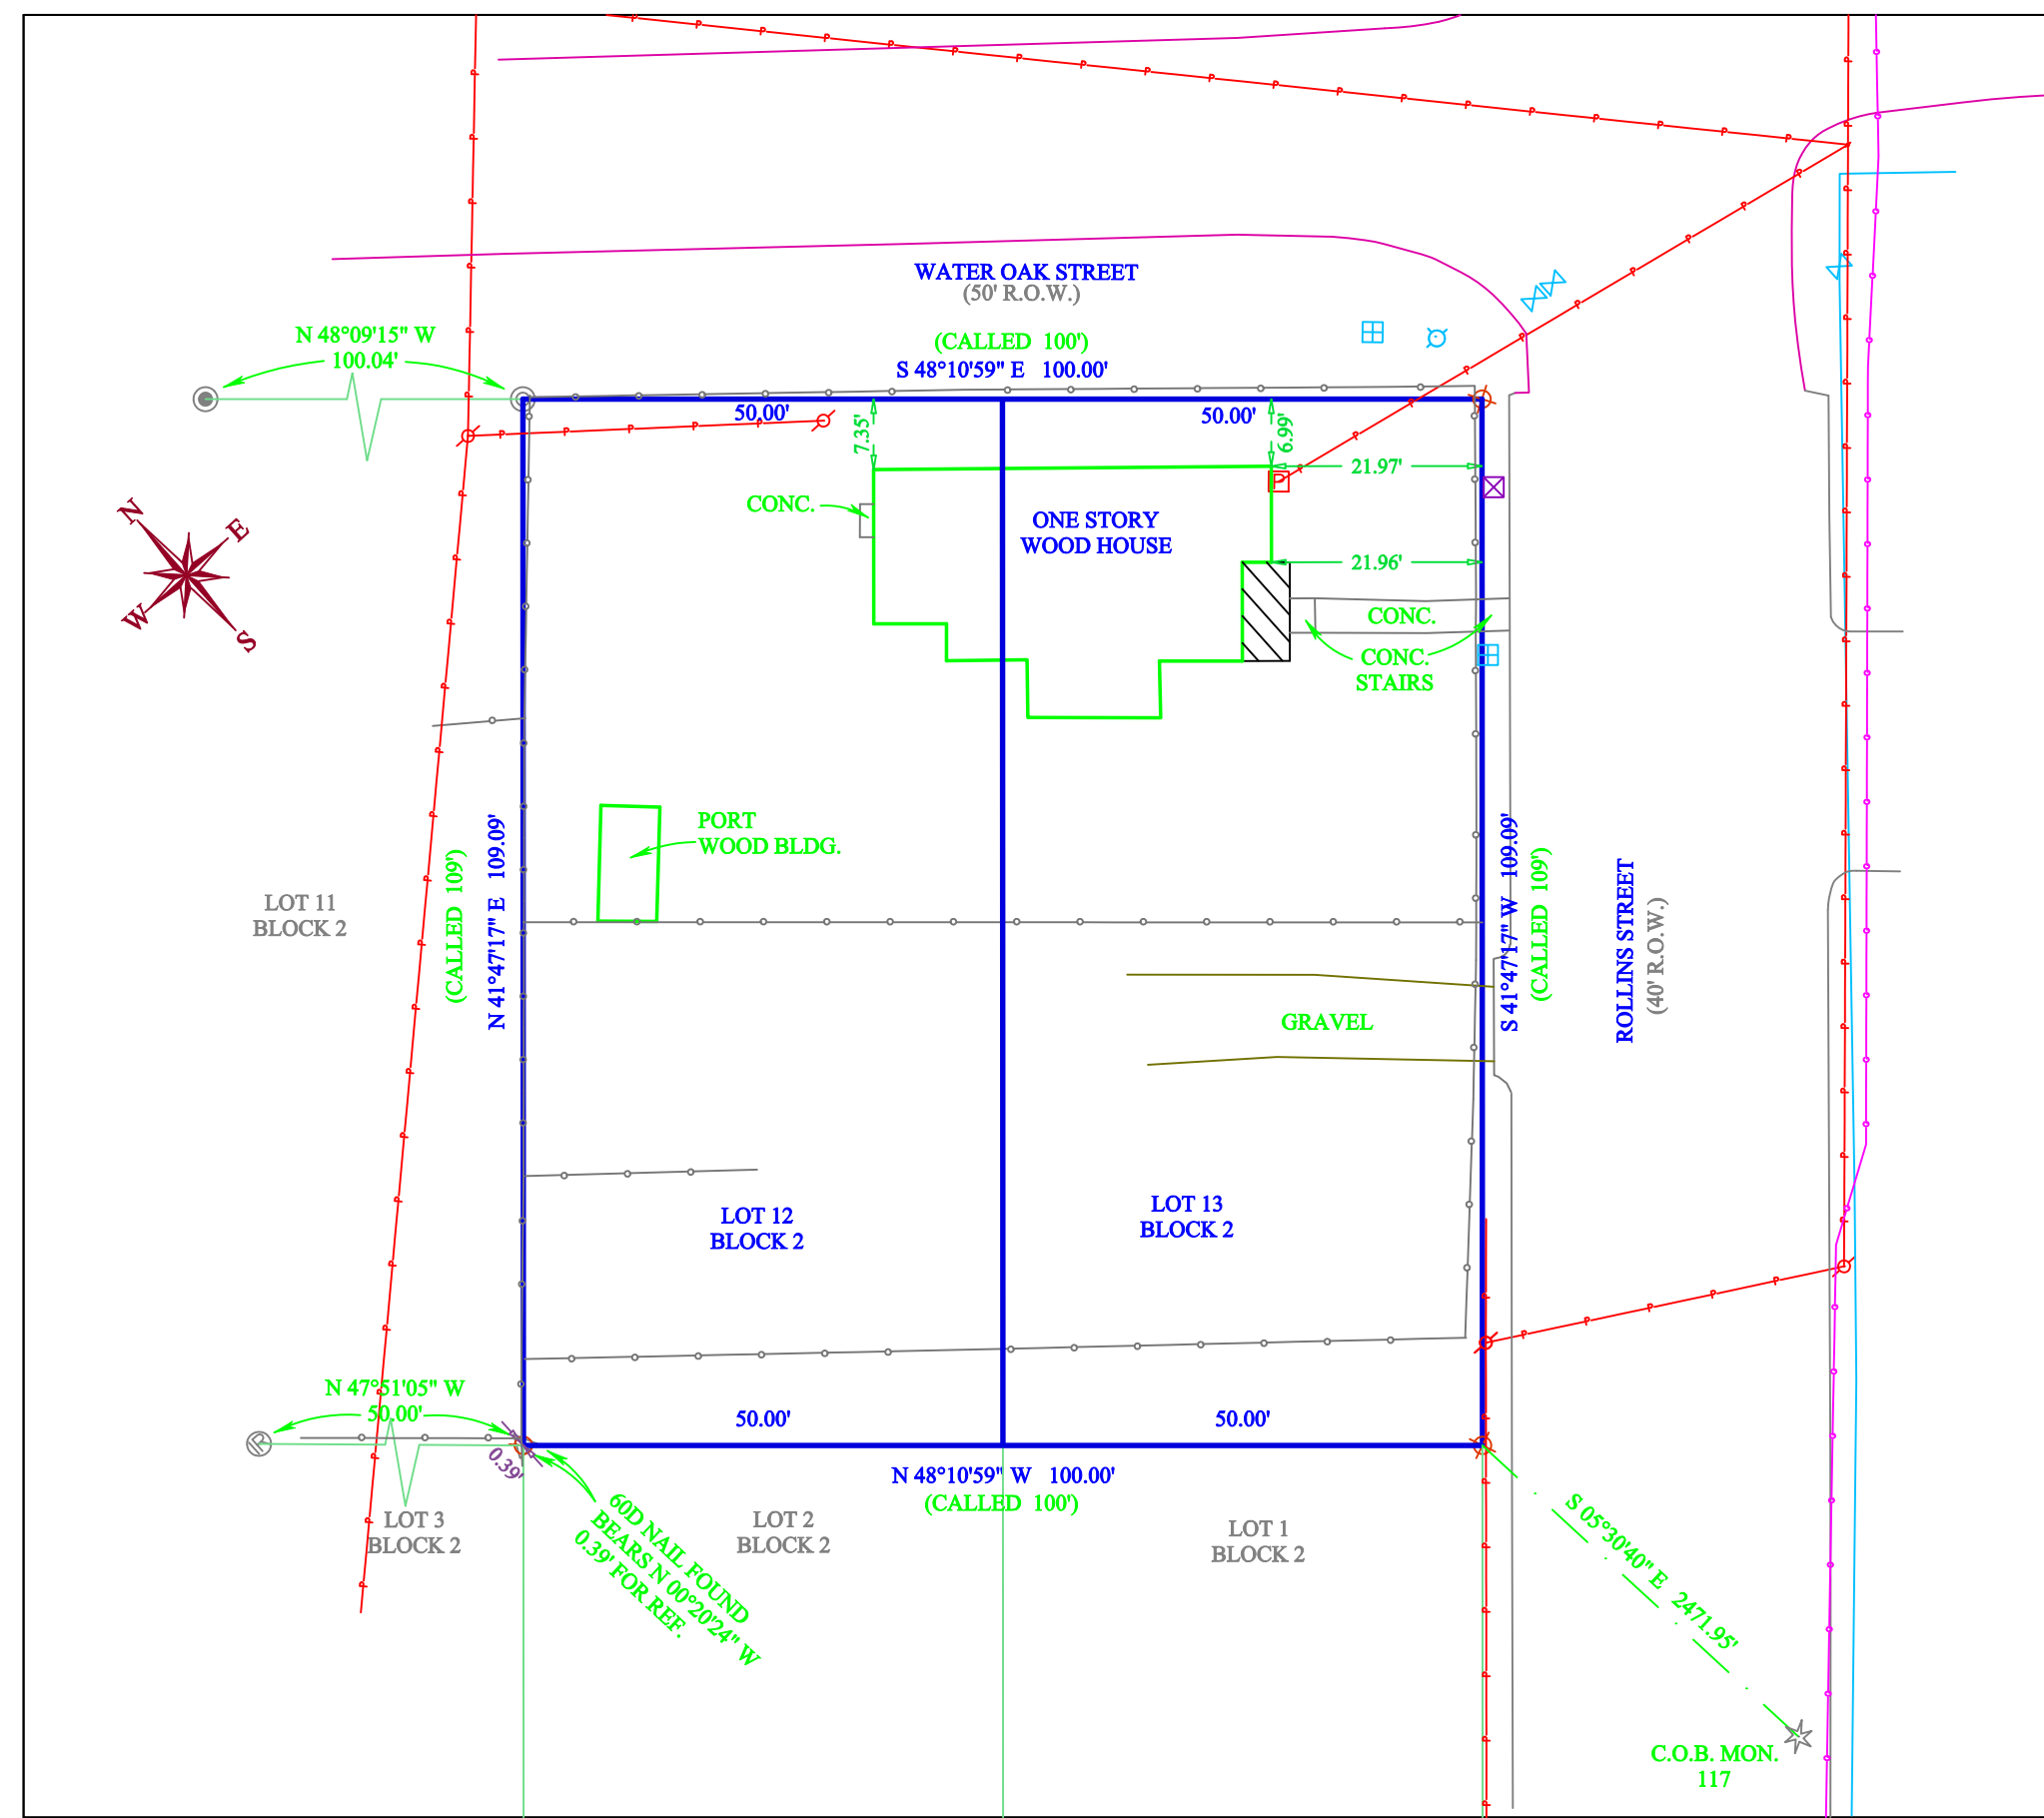 WATER OAK STREET
(50' R.O.W.)
N 48°09'15" W
100.04'
(CALLED 100')
S 48°10'59" E 100.00'
50.00'
50.00'
7.35'
6.99'
21.97'
CONC.
ONE STORY
WOOD HOUSE
P
21.96'
N
E
W
S
CONC.
CONC.
STAIRS
PORT
WOOD BLDG.
LOT 11
BLOCK 2
(CALLED 109')
N 41°47'17" E 109.09'
S 41°47'17" W 109.09'
(CALLED 109')
ROLLINS STREET
(40' R.O.W.)
GRAVEL
LOT 12
BLOCK 2
LOT 13
BLOCK 2
N 47°51'05" W
50.00'
50.00'
50.00'
0.39'
N 48°10'59" W 100.00'
(CALLED 100')
60D NAIL FOUND
BEARS N 00°20'24" W
0.39' FOR REF.
LOT 3
BLOCK 2
LOT 2
BLOCK 2
LOT 1
BLOCK 2
S 05°30'40" E 2471.95'
C.O.B. MON.
117